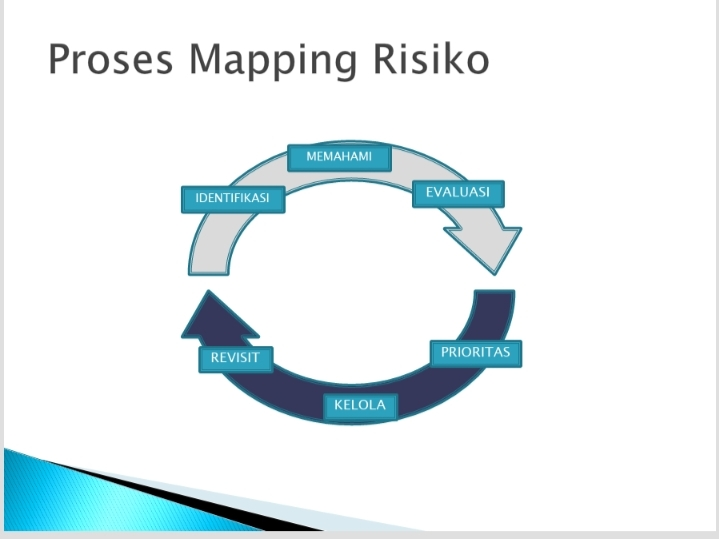 Proses Mapping Risiko
IDENTIFIKASI
MEMAHAMI
EVALUASI
PRIORITAS
KELOLA
REVISIT